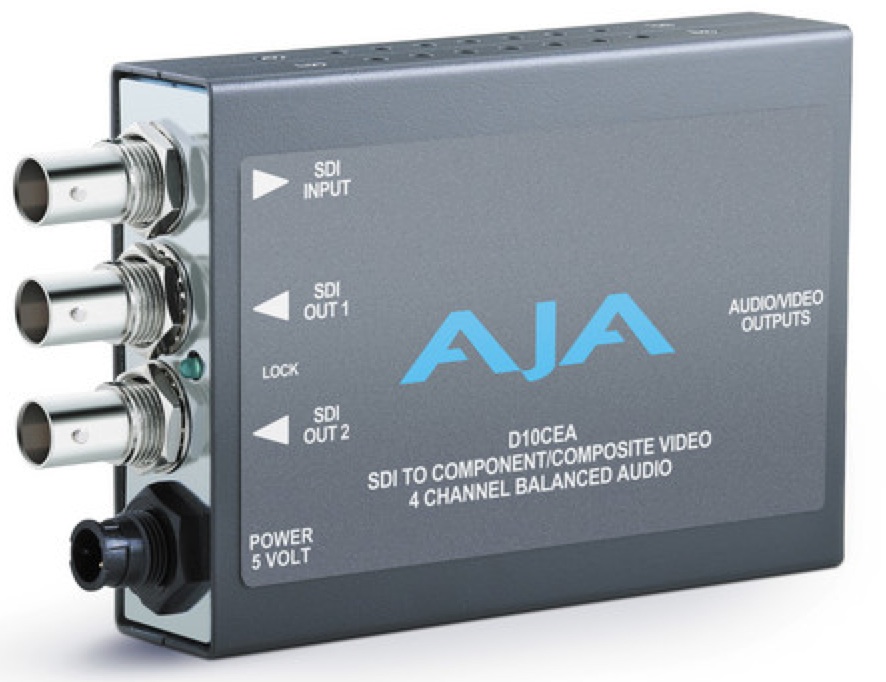 SDI
INPUT
SDI
OUT 1
LOCK
SDI
OUT 2
POWER
5 VOLT
AJA
D10CEA
SDI TO COMPONENT/COMPOSITE VIDEO
4 CHANNEL BALANCED AUDIO
AUDIO/VIDEO
OUTPUTS